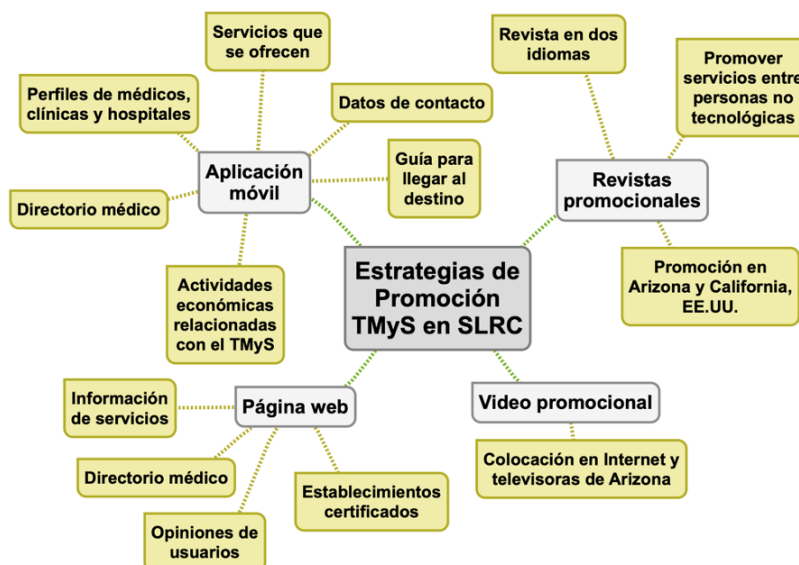 Servicios que
se ofrecen
Revista en dos
idiomas
Promover
servicios entre
personas no
tecnológicas
Perfiles de médicos,
clínicas y hospitales
Datos de contacto
Aplicación
móvil
Guía para
llegar al
destino
Revistas
promocionales
Directorio médico
Estrategias de
Promoción
TMyS en SLRC
Actividades
económicas
relacionadas
con el TMyS
Promoción en
Arizona y California,
EE.UU.
Información
de servicios
Página web
Video promocional
Directorio médico
Establecimientos
certificados
Colocación en Internet y
televisoras de Arizona
Opiniones de
usuarios